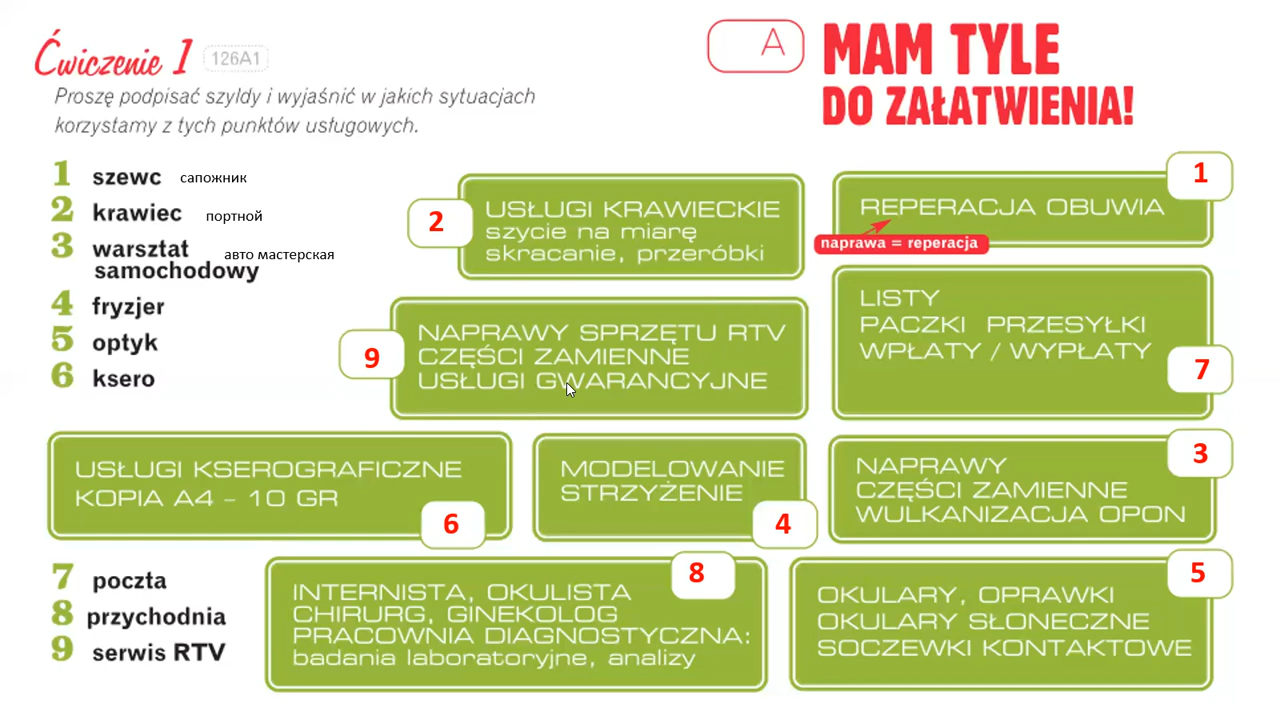 Ćwiczenie 1 126A1
Proszę podpisać szyldy i wyjaśnić w jakich sytuacjach
korzystamy z tych punktów usługowych.
A
MAM TYLE
DO ZAŁATWIENIA!
1 szewc сапожник
2 krawiec портной
3 warsztat
samochodowy авто мастерская
4 fryzjer
5 optyk
6 ksero
2
USŁUGI KRAWIECKIE
szycie na miarę
skracanie, przeróbki
1
REPERACJA OBUWIA
naprawa = reperacja
9
NAPRAWY SPRZĘTU RTV
CZĘŚCI ZAMIENNE
USŁUGI GWARANCYJNE
LISTY
PACZKI PRZESYŁKI
WPŁATY / WYPŁATY
7
USŁUGI KSEROGRAFICZNE
KOPIA A4 – 10 GR
6
MODELOWANIE
STRZYŻENIE
4
3
NAPRAWY
CZĘŚCI ZAMIENNE
WULKANIZACJA OPON
7 poczta
8 przychodnia
9 serwis RTV
8
INTERNISTA, OKULISTA
CHIRURG, GINEKOLOG
PRACOWNIA DIAGNOSTYCZNA:
badania laboratoryjne, analizy
5
OKULARY, OPRAWKI
OKULARY SŁONECZNE
SOCZEWKI KONTAKTOWE